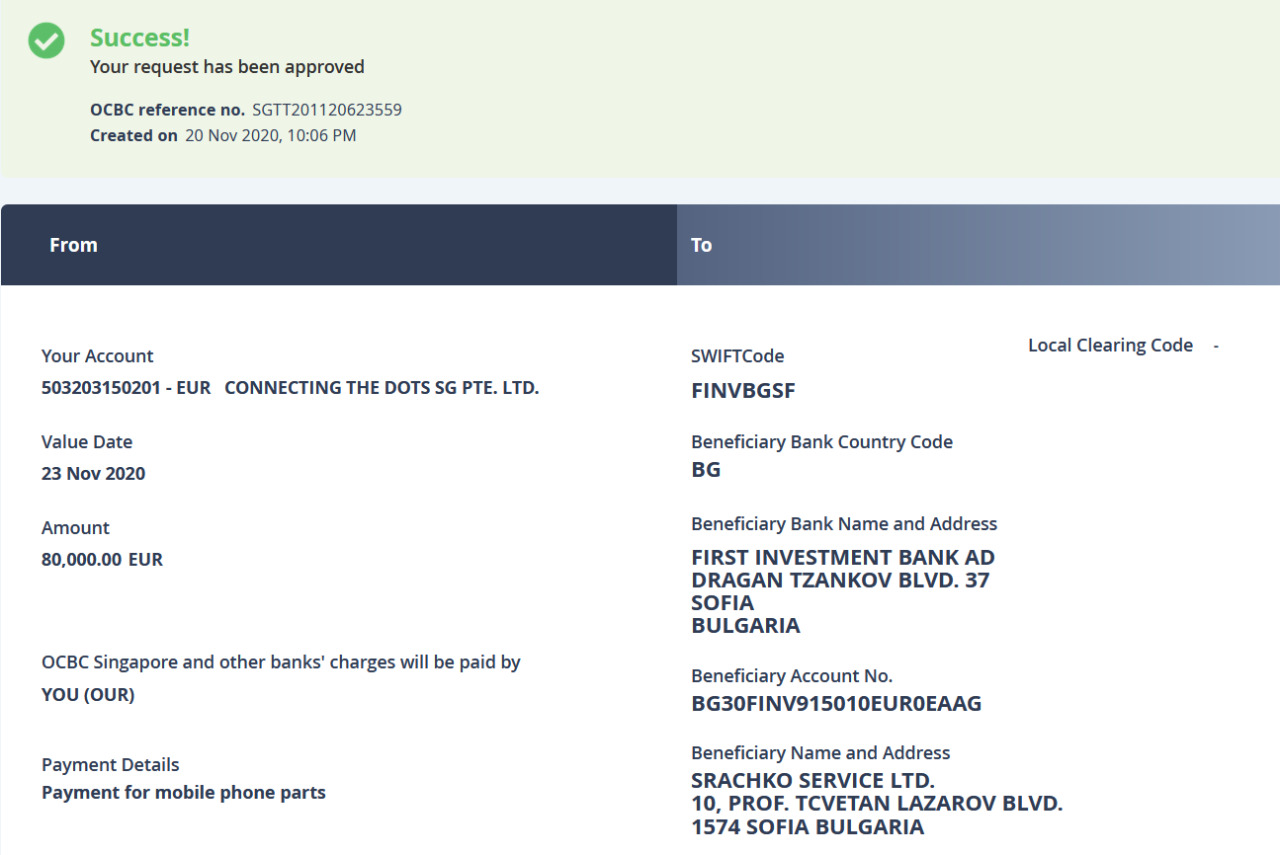 Success!
Your request has been approved
OCBC reference no. SGTT201120623559
Created on 20 Nov 2020, 10:06 PM
From
To
Your Account
503203150201 - EUR CONNECTING THE DOTS SG PTE. LTD.
Value Date
23 Nov 2020
Amount
80,000.00 EUR
OCBC Singapore and other banks' charges will be paid by
YOU (OUR)
Payment Details
Payment for mobile phone parts
SWIFTCode
FINVBGSF
Local Clearing Code -
Beneficiary Bank Country Code
BG
Beneficiary Bank Name and Address
FIRST INVESTMENT BANK AD
DRAGAN TZANKOV BLVD. 37
SOFIA
BULGARIA
Beneficiary Account No.
BG30FINV915010EUR0EAAG
Beneficiary Name and Address
SRACHKO SERVICE LTD.
10, PROF. TCVETAN LAZAROV BLVD.
1574 SOFIA BULGARIA